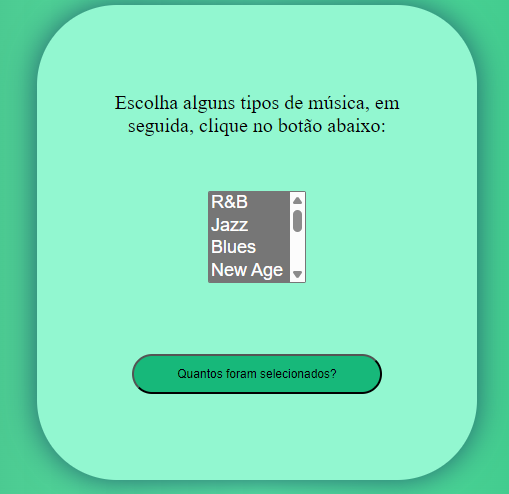 Escolha alguns tipos de música, em
seguida, clique no botão abaixo:
R&B
Jazz
Blues
New Age
Quantos foram selecionados?